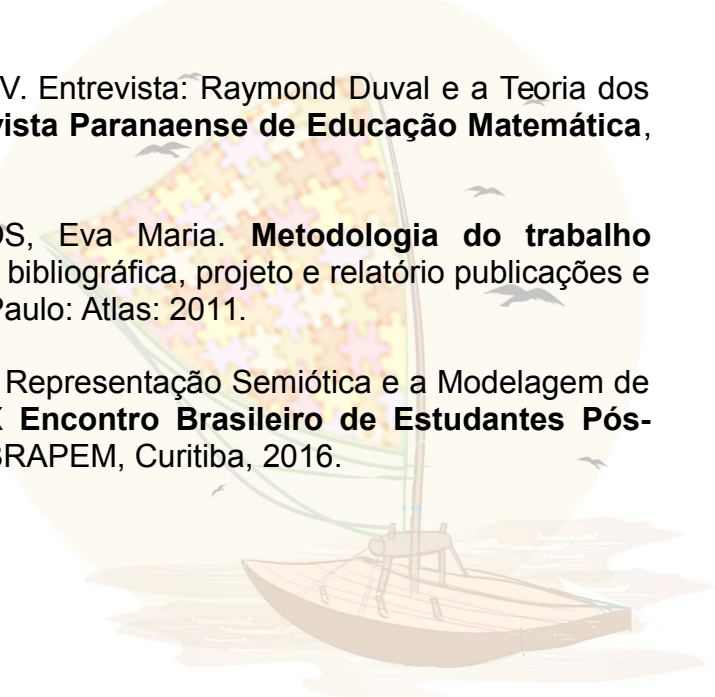 V. Entrevista: Raymond Duval e a Teoria dos
vista Paranaense de Educação Matemática,
OS, Eva Maria. Metodologia do trabalho
bibliográfica, projeto e relatório publicações e
Paulo: Atlas: 2011.
Representação Semiótica e a Modelagem de
X Encontro Brasileiro de Estudantes Pós-
BRAPEM, Curitiba, 2016.